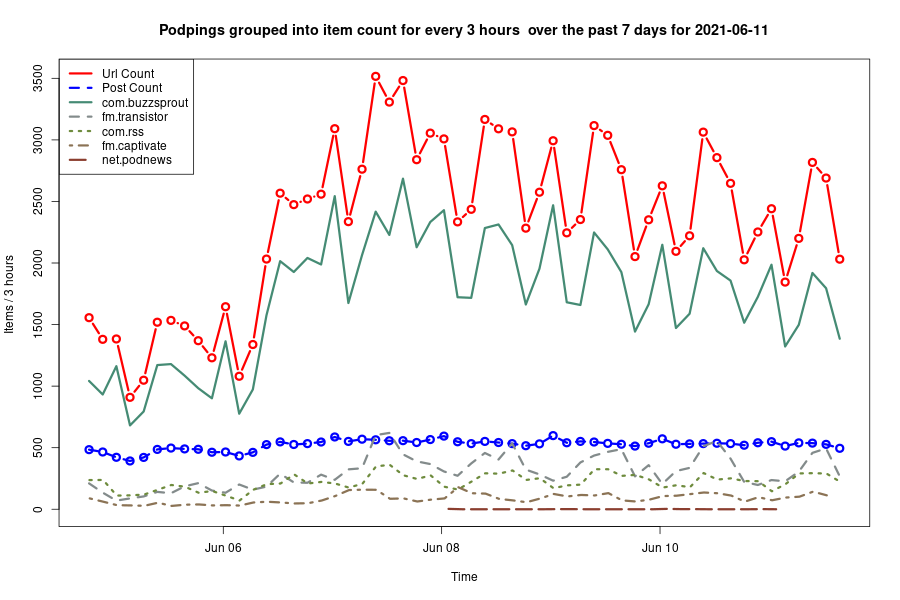 Podpings grouped into item count for every 3 hours  over the past 7 days for 2021-06-11
Url Count
Post Count
com.buzzsprout
fm.transistor
com.rss
fm.captivate
net.podnews
Items / 3 hours
3500
3000
2500
2000
1500
1000
500
0
Jun 06
Jun 08
Jun 10
Time